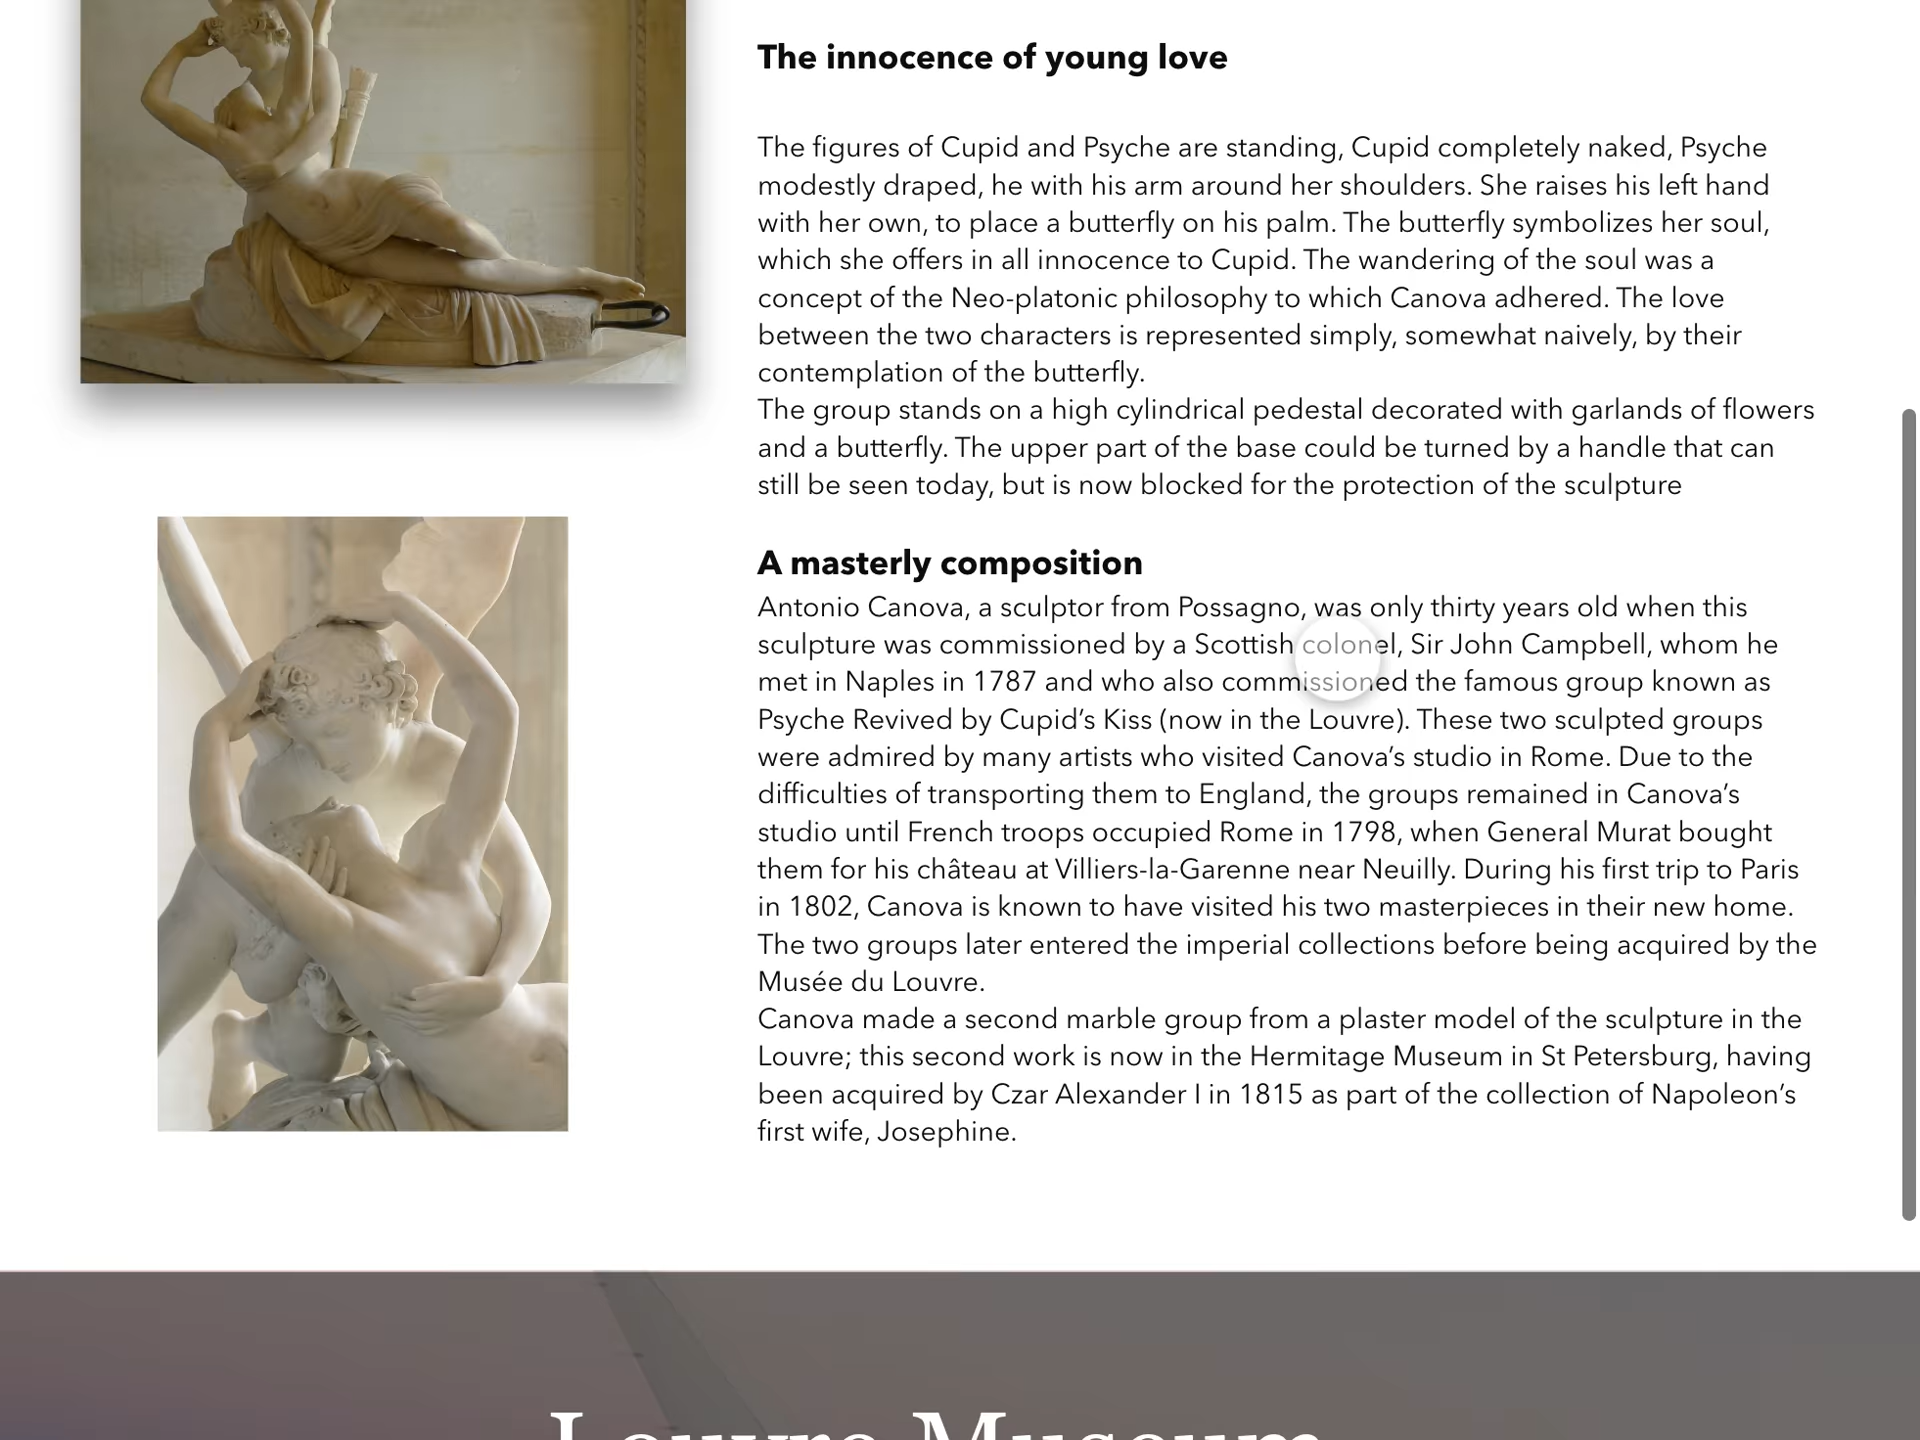 The innocence of young love
The figures of Cupid and Psyche are standing, Cupid completely naked, Psyche
modestly draped, he with his arm around her shoulders. She raises his left hand
with her own, to place a butterfly on his palm. The butterfly symbolizes her soul,
which she offers in all innocence to Cupid. The wandering of the soul was a
concept of the Neo-platonic philosophy to which Canova adhered. The love
between the two characters is represented simply, somewhat naively, by their
contemplation of the butterfly.
The group stands on a high cylindrical pedestal decorated with garlands of flowers
and a butterfly. The upper part of the base could be turned by a handle that can
still be seen today, but is now blocked for the protection of the sculpture
A masterly composition
Antonio Canova, a sculptor from Possagno, was only thirty years old when this
sculpture was commissioned by a Scottish colonel, Sir John Campbell, whom he
met in Naples in 1787 and who also commissioned the famous group known as
Psyche Revived by Cupid’s Kiss (now in the Louvre). These two sculpted groups
were admired by many artists who visited Canova’s studio in Rome. Due to the
difficulties of transporting them to England, the groups remained in Canova’s
studio until French troops occupied Rome in 1798, when General Murat bought
them for his château at Villiers-la-Garenne near Neuilly. During his first trip to Paris
in 1802, Canova is known to have visited his two masterpieces in their new home.
The two groups later entered the imperial collections before being acquired by the
Musée du Louvre.
Canova made a second marble group from a plaster model of the sculpture in the
Louvre; this second work is now in the Hermitage Museum in St Petersburg, having
been acquired by Czar Alexander I in 1815 as part of the collection of Napoleon’s
first wife, Josephine.
Louvre Museum